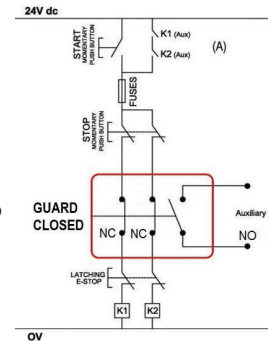 24V dc
START
MOMENTARY
PUSH BUTTON
K1 (Aux)
(A)
K2 (Aux)
FUSES
STOP
MOMENTARY
PUSH BUTTON
GUARD
CLOSED
NC
NC
Auxiliary
NO
LATCHING
E-STOP
K1
K2
OV